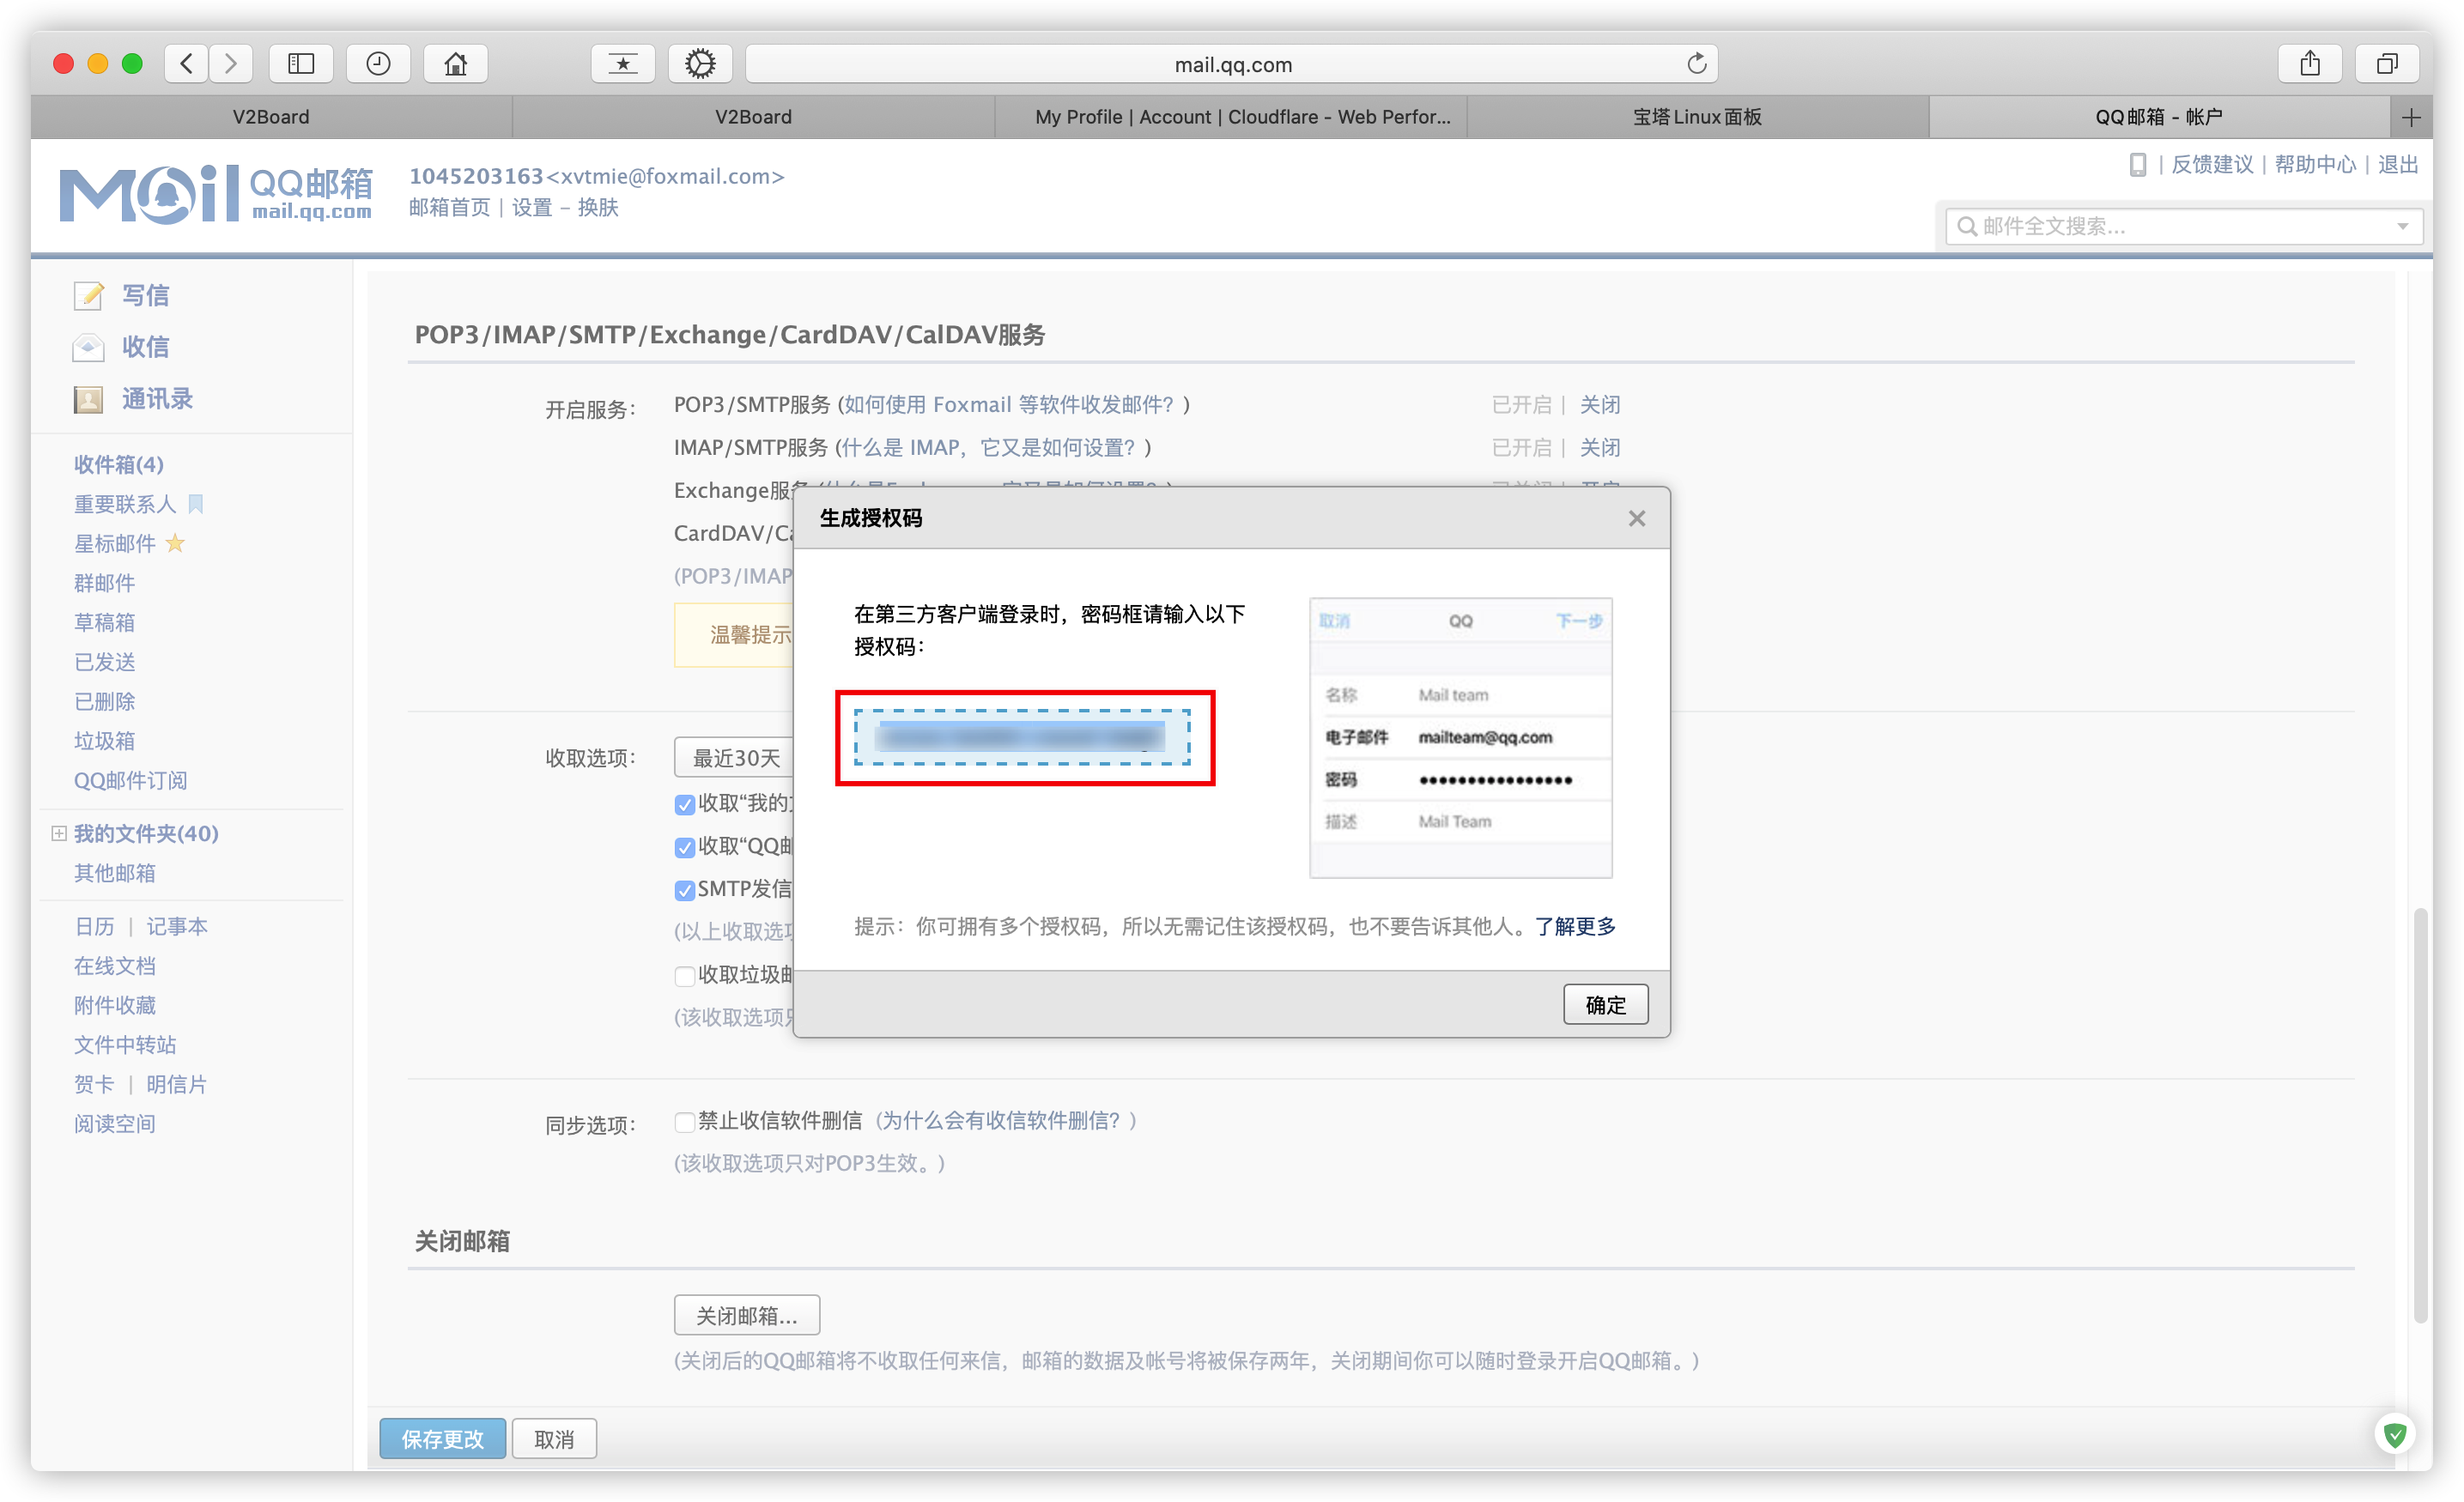 mail.qq.com
V2Board
V2Board
My Profile | Account | Cloudflare - Web Perfor...
宝塔Linux面板
QQ邮箱 - 帐户
Mail QQ邮箱
mail.qq.com
1045203163<xvtmie@foxmail.com>
邮箱首页 | 设置 - 换肤
| 反馈建议 | 帮助中心 | 退出
邮件全文搜索...
写信
收信
通讯录
收件箱(4)
重要联系人
星标邮件
群邮件
草稿箱
已发送
已删除
垃圾箱
QQ邮件订阅
我的文件夹(40)
其他邮箱
日历 | 记事本
在线文档
附件收藏
文件中转站
贺卡 | 明信片
阅读空间
POP3/IMAP/SMTP/Exchange/CardDAV/CalDAV服务
开启服务：
POP3/SMTP服务 (如何使用 Foxmail 等软件收发邮件？)
已开启 | 关闭
IMAP/SMTP服务 (什么是 IMAP，它又是如何设置？)
已开启 | 关闭
Exchange服
CardDAV/C
(POP3/IMAP
温馨提示
收取选项：
最近30天
收取“我的
收取“QQ邮
SMTP发信
(以上收取选
收取垃圾邮
(该收取选项
生成授权码
在第三方客户端登录时，密码框请输入以下
授权码：
取消 QQ 下一步
名称 Mail team
电子邮件 mailteam@qq.com
密码 ••••••••••••••••
描述 Mail Team
提示：你可拥有多个授权码，所以无需记住该授权码，也不要告诉其他人。了解更多
确定
同步选项：
禁止收信软件删信 (为什么会有收信软件删信？)
(该收取选项只对POP3生效。)
关闭邮箱
关闭邮箱...
(关闭后的QQ邮箱将不收取任何来信，邮箱的数据及帐号将被保存两年，关闭期间你可以随时登录开启QQ邮箱。)
保存更改
取消